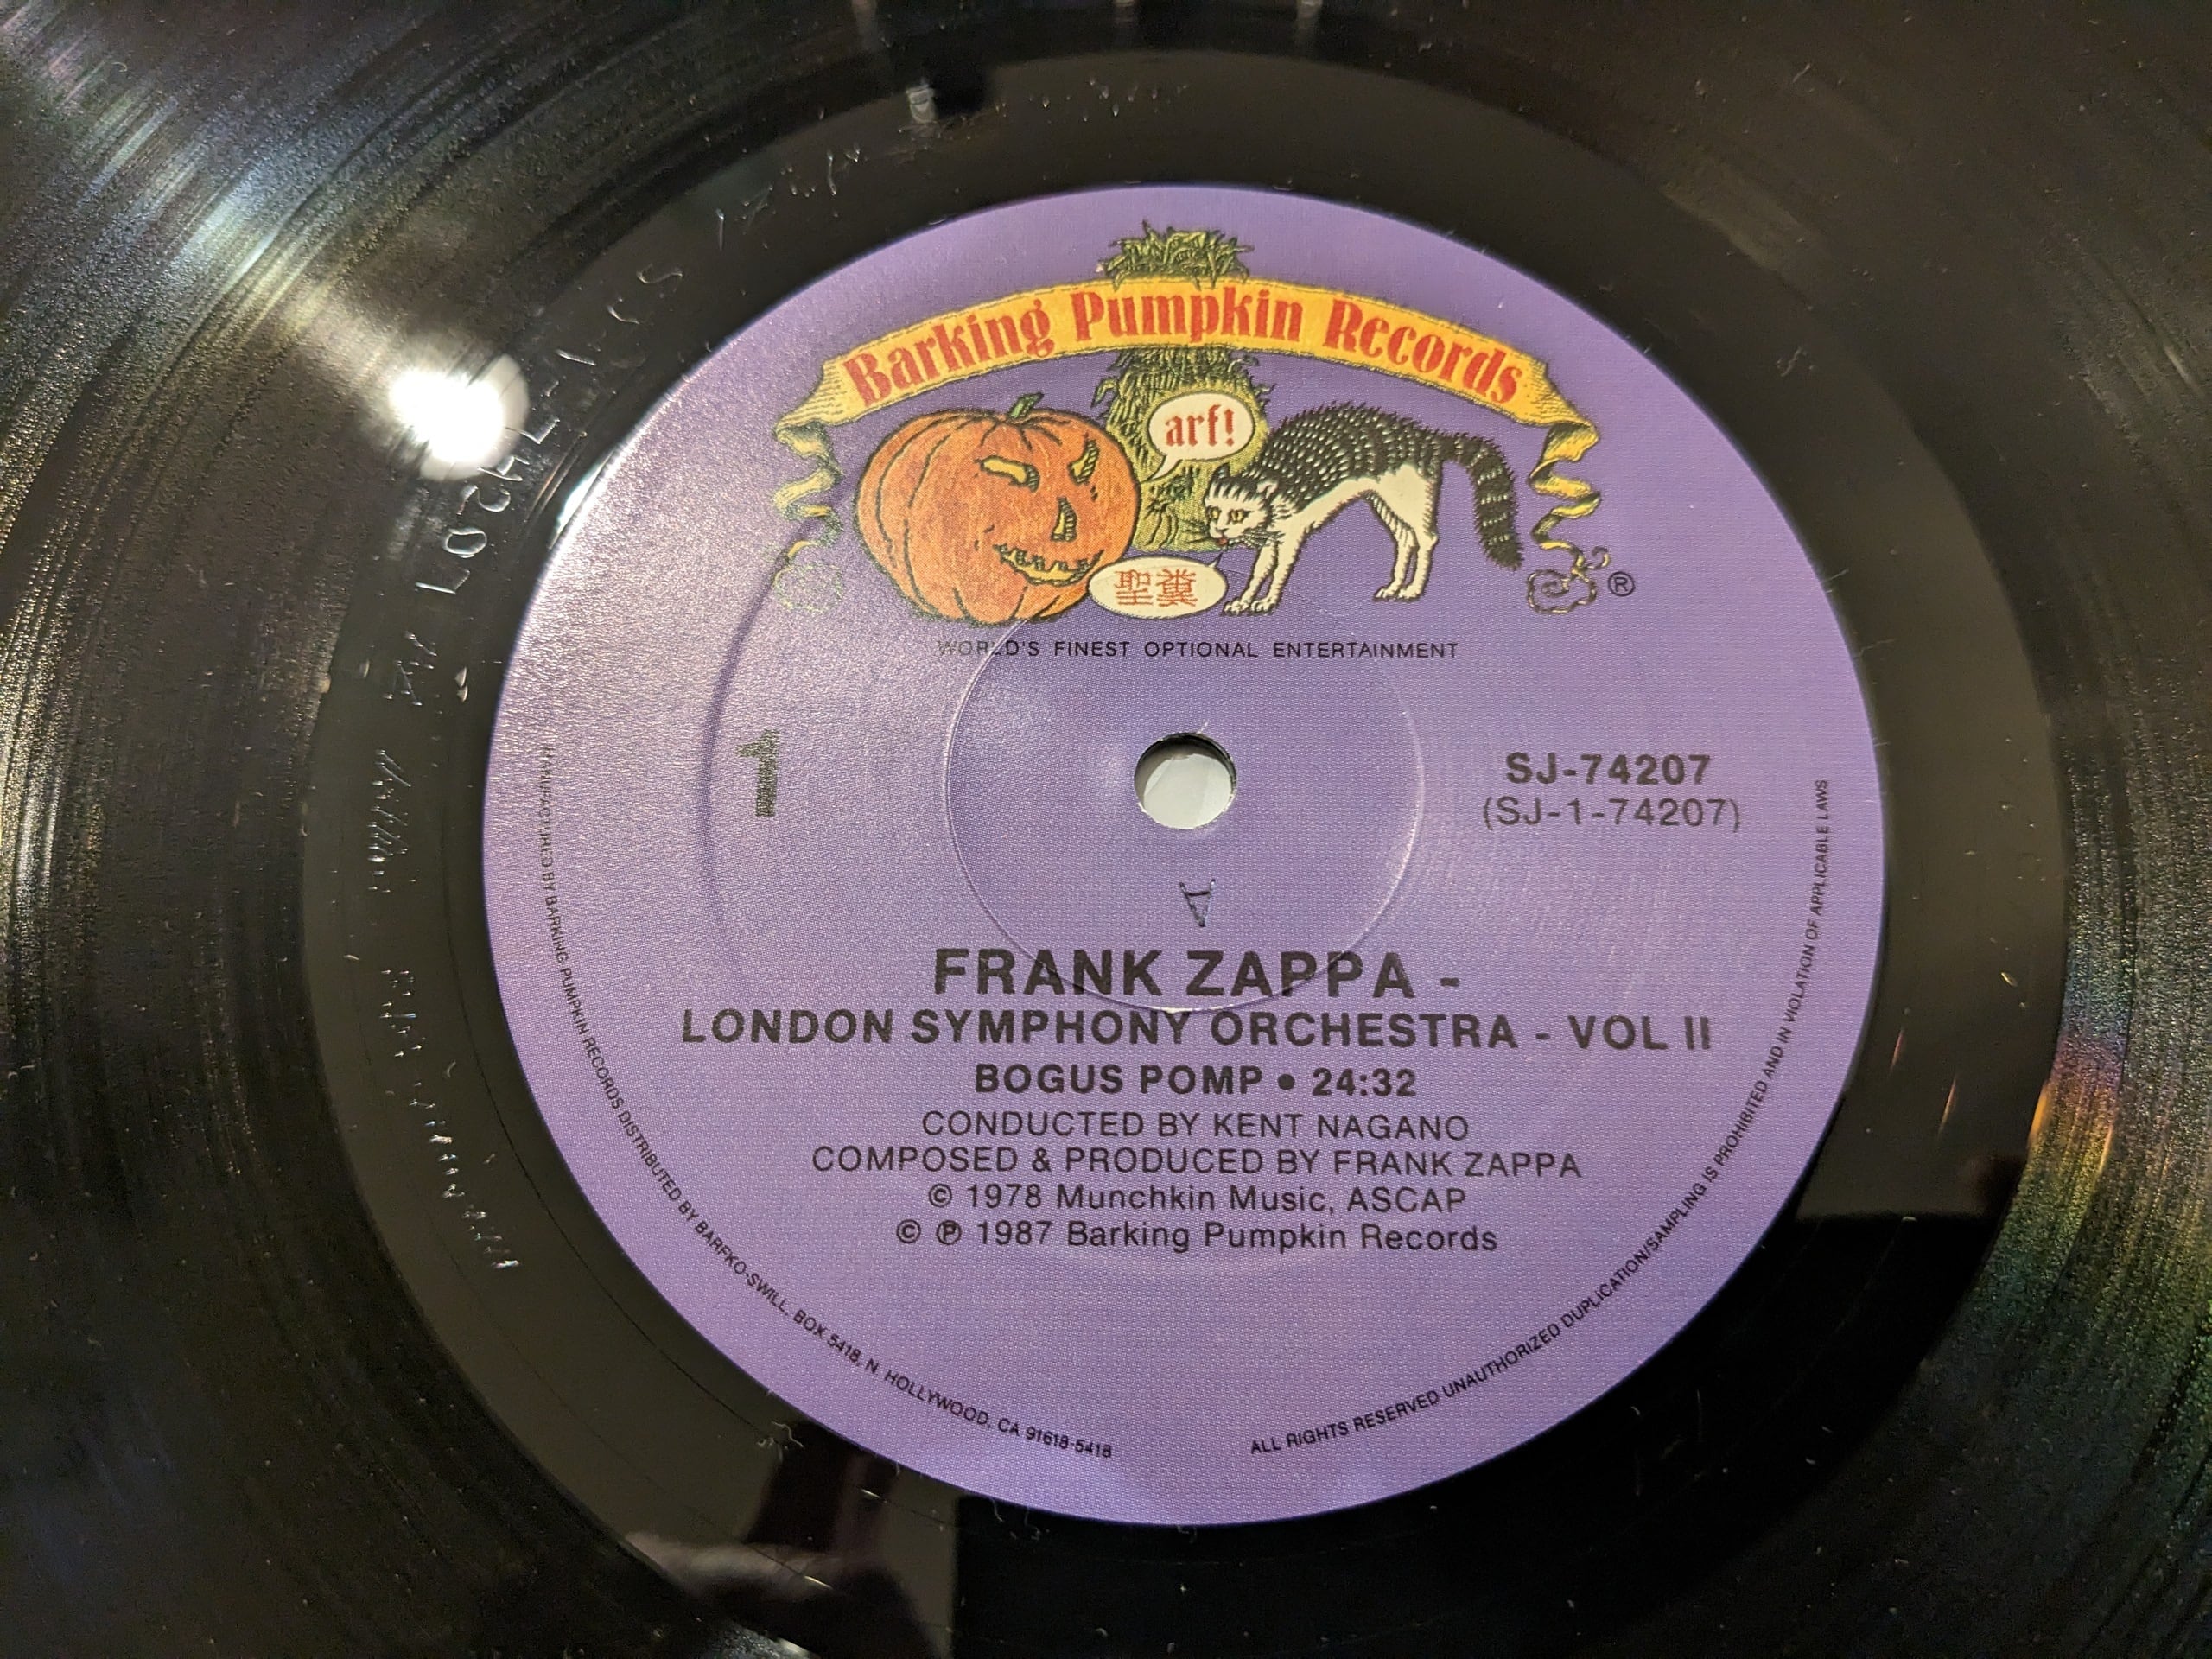 Barking Pumpkin Records
arf!
聖糞
®
WORLD'S FINEST OPTIONAL ENTERTAINMENT
1
SJ-74207
(SJ-1-74207)
A
FRANK ZAPPA -
LONDON SYMPHONY ORCHESTRA - VOL II
BOGUS POMP • 24:32
CONDUCTED BY KENT NAGANO
COMPOSED & PRODUCED BY FRANK ZAPPA
© 1978 Munchkin Music, ASCAP
© ℗ 1987 Barking Pumpkin Records
MANUFACTURED BY BARKING PUMPKIN RECORDS DISTRIBUTED BY BARFKO-SWILL, BOX 5418, N. HOLLYWOOD, CA 91618-5418
ALL RIGHTS RESERVED UNAUTHORIZED DUPLICATION/SAMPLING IS PROHIBITED AND IN VIOLATION OF APPLICABLE LAWS